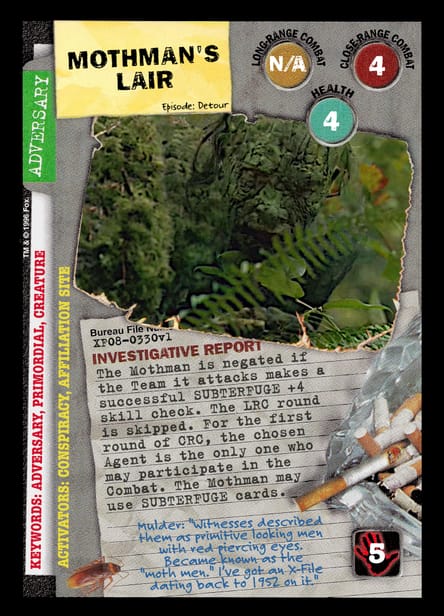 MOTHMAN'S
LAIR
Episode: Detour
LONG-RANGE COMBAT
N/A
CLOSE-RANGE COMBAT
4
HEALTH
4
ADVERSARY
TM & © 1996 Fox.
KEYWORDS: ADVERSARY, PRIMORDIAL, CREATURE
ACTIVATORS: CONSPIRACY, AFFILIATION SITE
Bureau File
XF08-0330v1
INVESTIGATIVE REPORT
The Mothman is negated if
the Team it attacks makes a
successful SUBTERFUGE +4
skill check. The LRC round
is skipped. For the first
round of CRC, the chosen
Agent is the only one who
may participate in the
Combat. The Mothman may
use SUBTERFUGE cards.
Mulder: "Witnesses described
them as primitive looking men
with red piercing eyes.
Became known as the
"moth men." I've got an X-File
dating back to 1952 on it."
5